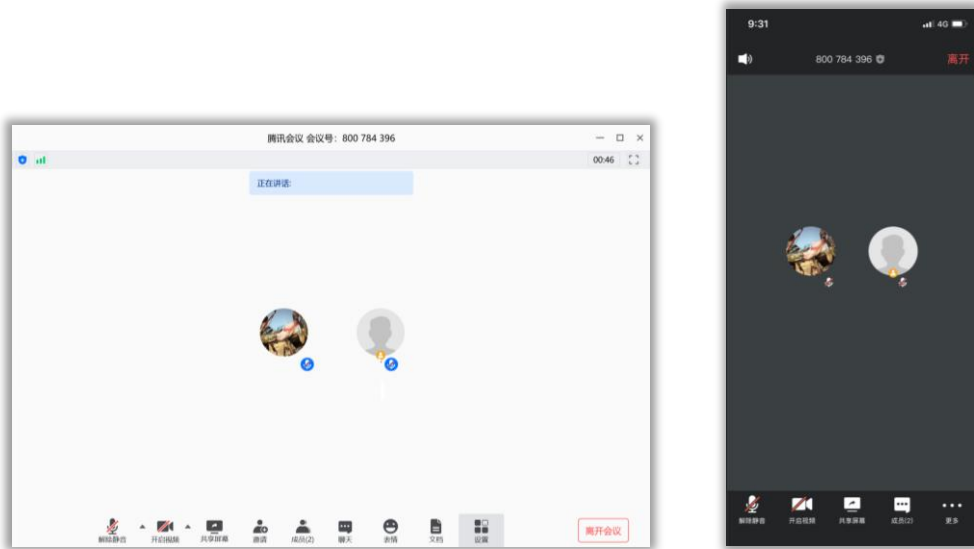 腾讯会议 会议号：800 784 396
00:46
正在讲话:
解除静音
开启视频
共享屏幕
邀请
成员(2)
聊天
表情
文档
设置
离开会议
9:31
4G
800 784 396
离开
解除静音
开启视频
共享屏幕
成员(2)
更多